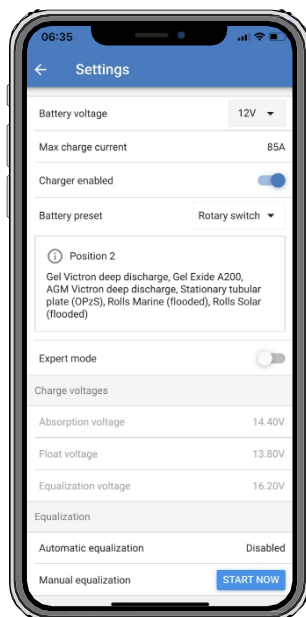 06:35
Settings
Battery voltage 12V
Max charge current 85A
Charger enabled
Battery preset Rotary switch
Position 2
Gel Victron deep discharge, Gel Exide A200,
AGM Victron deep discharge, Stationary tubular
plate (OPzS), Rolls Marine (flooded), Rolls Solar
(flooded)
Expert mode
Charge voltages
Absorption voltage 14.40V
Float voltage 13.80V
Equalization voltage 16.20V
Equalization
Automatic equalization Disabled
Manual equalization START NOW